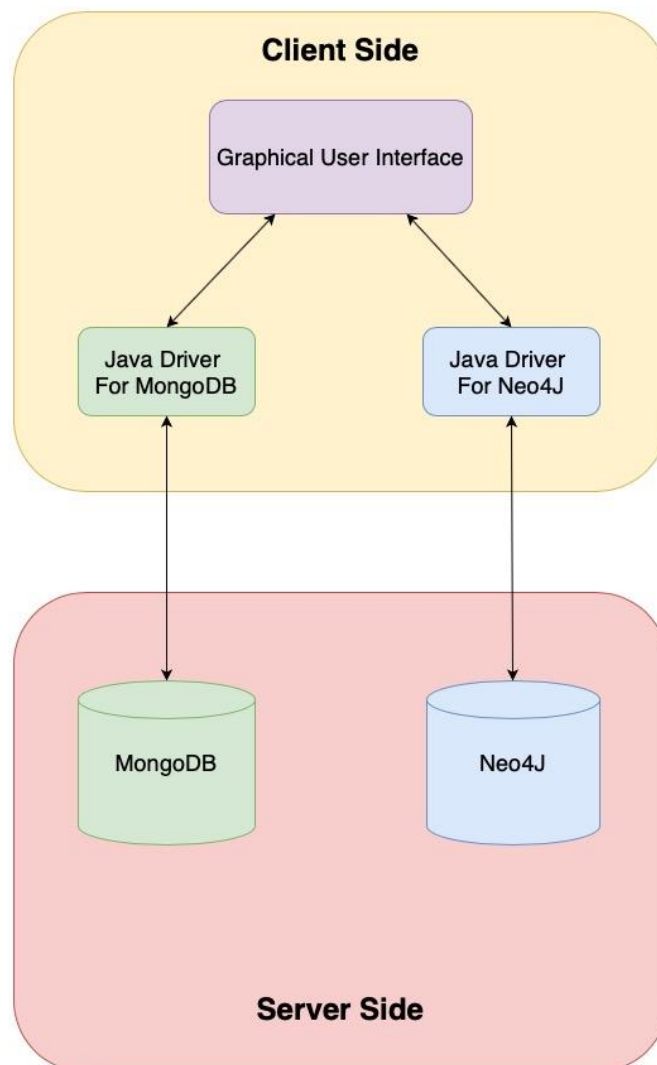 Client Side
Graphical User Interface
Java Driver
For MongoDB
Java Driver
For Neo4J
MongoDB
Neo4J
Server Side